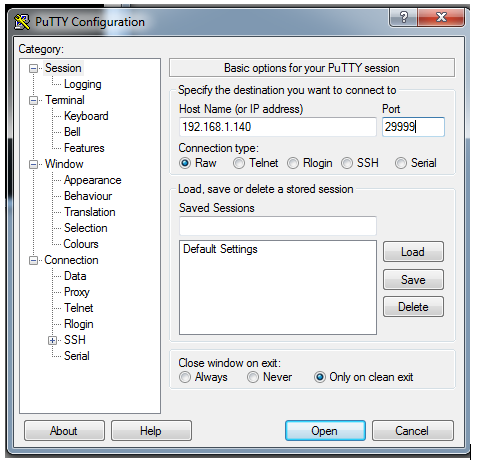 PuTTY Configuration
Category:
Session
Logging
Terminal
Keyboard
Bell
Features
Window
Appearance
Behaviour
Translation
Selection
Colours
Connection
Data
Proxy
Telnet
Rlogin
SSH
Serial
Basic options for your PuTTY session
Specify the destination you want to connect to
Host Name (or IP address) Port
192.168.1.140 29999
Connection type:
Raw Telnet Rlogin SSH Serial
Load, save or delete a stored session
Saved Sessions
Default Settings
Load
Save
Delete
Close window on exit:
Always Never Only on clean exit
About Help Open Cancel